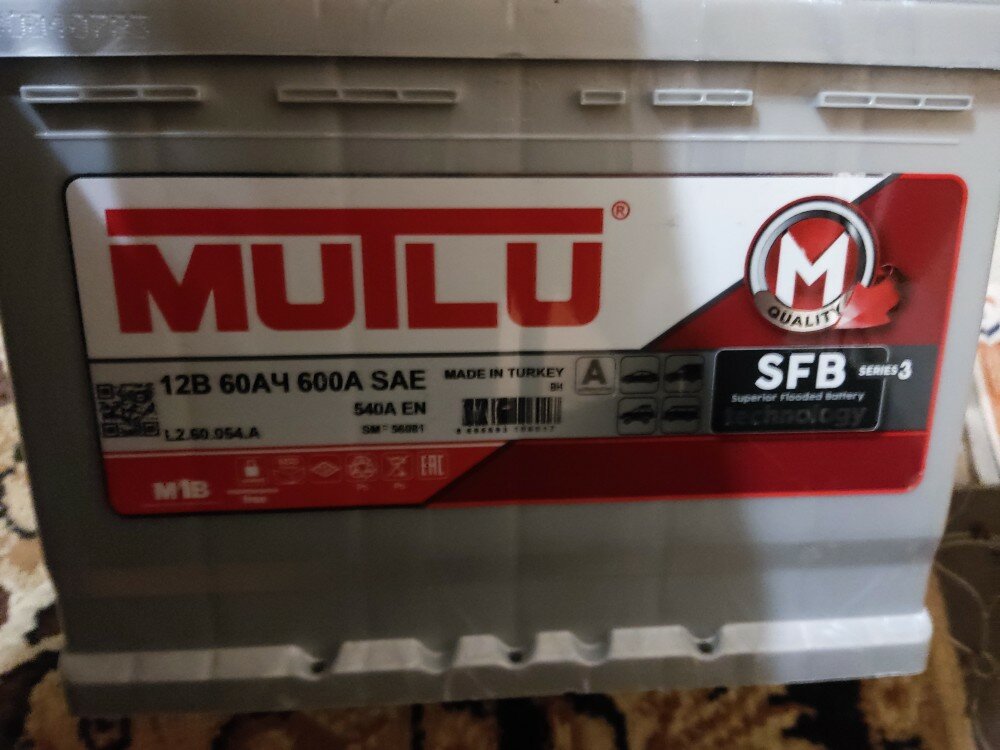 MUTLU®
M
QUALITY
12В 60АЧ 600A SAE
540A EN
L2.60.054.A
MADE IN TURKEY
A
SFB SERIES 3
Superior Flooded Battery
technology
EAC